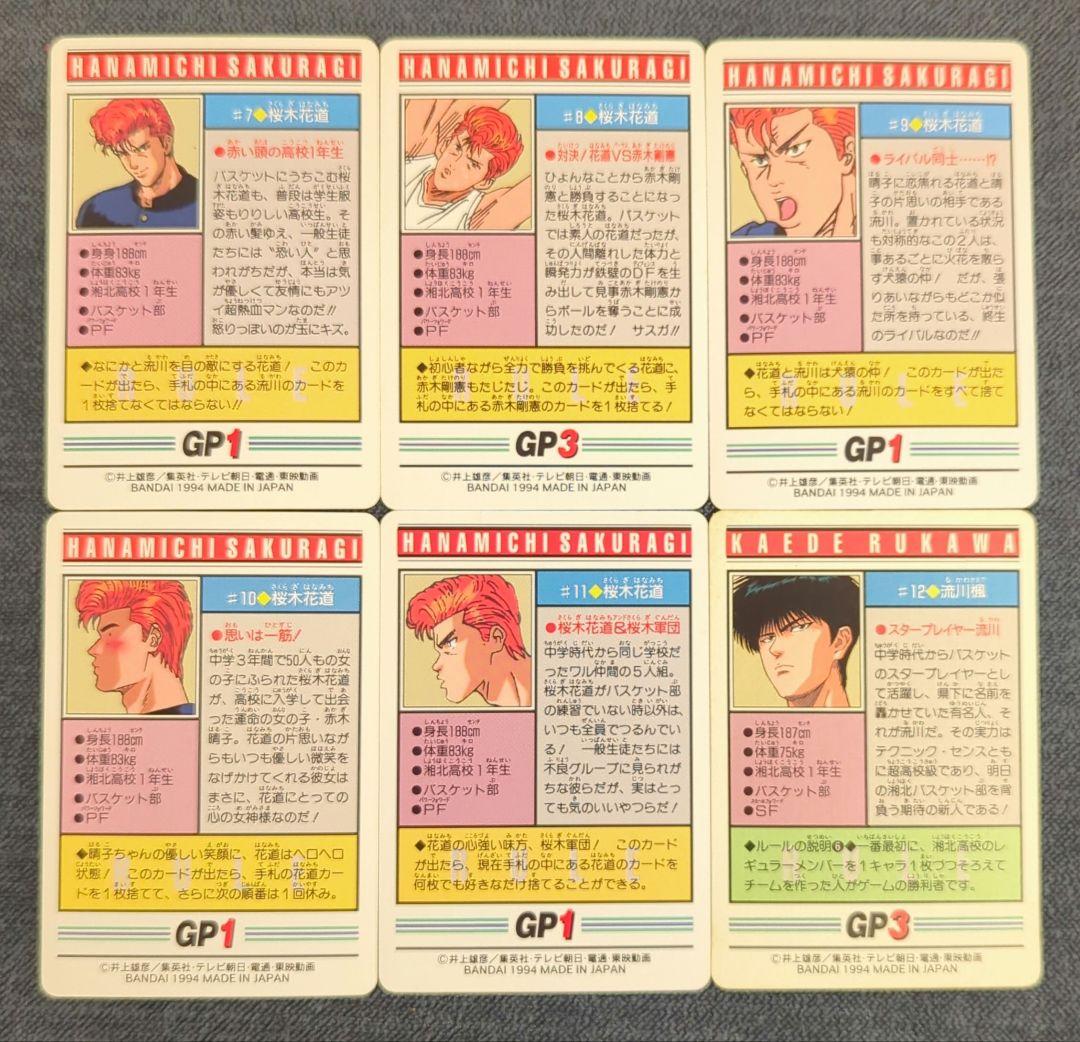 HANAMICHI SAKURAGI
#7◆桜木花道
●赤い頭の高校1年生
バスケットにうちこむ桜
木花道も、普段は学生服
姿もりりしい高校生。そ
の赤い髪ゆえ、一般生徒
たちには“恐い人”と思
われがちだが、本当は気
が優しくて友情にもアツ
イ超熱血マンなのだ!!
怒りっぽいのが玉にキズ。
●身身188cm
●体重83kg
●湘北高校1年生
●バスケット部
●PF
◆なにかと流川を目の敵にする花道! このカ
ードが出たら、手札の中にある流川のカードを
1枚捨てなくてはならない!!
GP1
©井上雄彦/集英社・テレビ朝日・電通・東映動画
BANDAI 1994 MADE IN JAPAN
HANAMICHI SAKURAGI
#8◆桜木花道
●対決!花道VS赤木剛憲
ひょんなことから赤木剛
憲と勝負することになっ
た桜木花道。バスケット
では素人の花道だったが、
その人間離れした体力と
瞬発力が鉄壁のDFを生
み出して見事赤木剛憲か
らボールを奪うことに成
功したのだ! サスガ!!
●身長188cm
●体重83kg
●湘北高校1年生
●バスケット部
●PF
◆初心者ながら全力で勝負を挑んでくる花道に、
赤木剛憲もたじたじ。このカードが出たら、手
札の中にある赤木剛憲のカードを1枚捨てる!
GP3
©井上雄彦/集英社・テレビ朝日・電通・東映動画
BANDAI 1994 MADE IN JAPAN
HANAMICHI SAKURAGI
#9◆桜木花道
●ライバル同士……!?
晴子に恋焦れる花道と晴
子の片思いの相手である
流川。置かれている状況
も対称的なこの2人は、
事あるごとに火花を散ら
す犬猿の仲! だが、張
りあいながらもどこか似
た所を持っている、終生
のライバルなのだ!!
●身長188cm
●体重83kg
●湘北高校1年生
●バスケット部
●PF
◆花道と流川は犬猿の仲! このカードが出た
ら、手札の中にある流川のカードをすべて捨て
なくてはならない!
GP1
©井上雄彦/集英社・テレビ朝日・電通・東映動画
BANDAI 1994 MADE IN JAPAN
HANAMICHI SAKURAGI
#10◆桜木花道
●思いは一筋!
中学3年間で50人もの女
の子にふられた桜木花道
が、高校に入学して出会
った運命の女の子・赤木
晴子。花道の片思いなが
らもいつも優しい微笑を
なげかけてくれる彼女は
まさに、花道にとっての
心の女神様なのだ!
●身長188cm
●体重83kg
●湘北高校1年生
●バスケット部
●PF
◆晴子ちゃんの優しい笑顔に、花道はヘロヘロ
状態! このカードが出たら、手札の花道カー
ドを1枚捨てて、さらに次の順番は1回休み。
GP1
©井上雄彦/集英社・テレビ朝日・電通・東映動画
BANDAI 1994 MADE IN JAPAN
HANAMICHI SAKURAGI
#11◆桜木花道
●桜木花道&桜木軍団
中学時代から同じ学校だ
ったワル仲間の5人組。
桜木花道がバスケット部
の練習でいない時以外は、
いつも全員でつるんでい
る! 一般生徒たちには
不良グループに見られが
ちな彼らだが、実はとっ
ても気のいいやつらだ!
●身長188cm
●体重83kg
●湘北高校1年生
●バスケット部
●PF
◆花道の心強い味方、桜木軍団! このカード
が出たら、現在手札の中にある花道のカードを
何枚でも好きなだけ捨てることができる。
GP1
©井上雄彦/集英社・テレビ朝日・電通・東映動画
BANDAI 1994 MADE IN JAPAN
KAEDE RUKAWA
#12◆流川楓
●スタープレイヤー流川
中学時代からバスケット
のスタープレイヤーとし
て活躍し、県下に名前を
轟かせていた有名人、そ
れが流川だ。その実力は
テクニック・センスとも
に超高校級であり、明日
の湘北バスケット部を背
負う期待の新人である!
●身長187cm
●体重75kg
●湘北高校1年生
●バスケット部
●SF
◆ルールの説明❻◆一番最初に、湘北高校のレ
ギュラーメンバーを1キャラ1枚づつそろえて
チームを作った人がゲームの勝利者です。
GP3
©井上雄彦/集英社・テレビ朝日・電通・東映動画
BANDAI 1994 MADE IN JAPAN